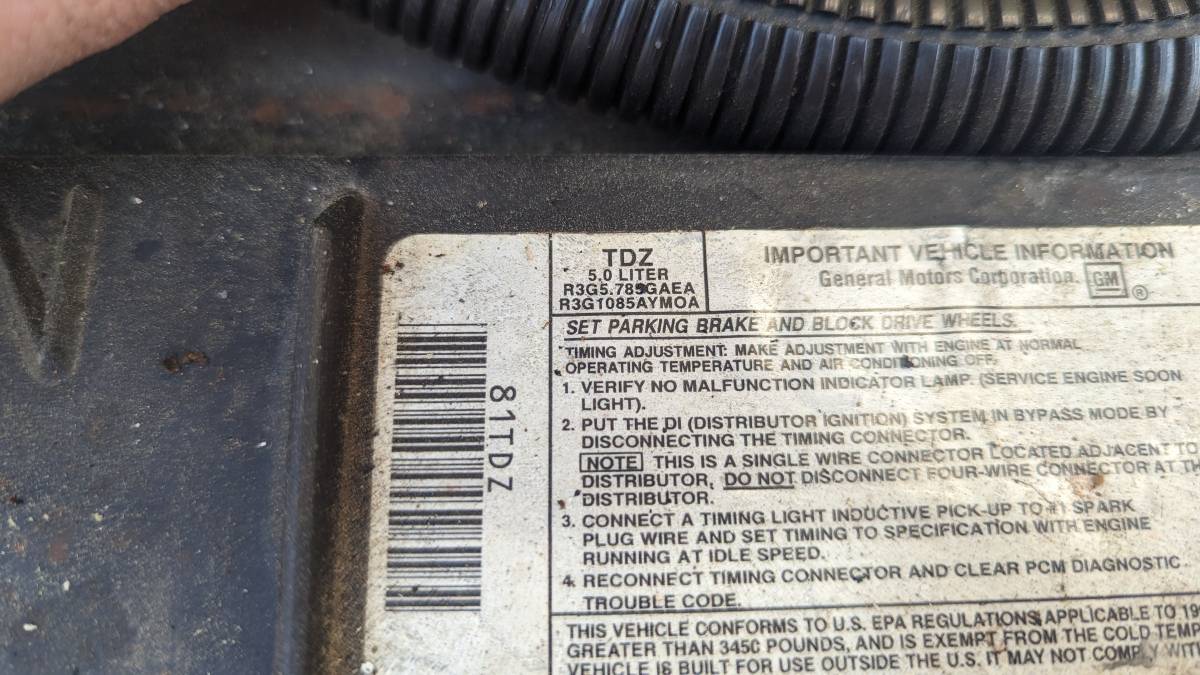 TDZ
5.0 LITER
R3G5.785GAEA
R3G1085AYMOA
IMPORTANT VEHICLE INFORMATION
General Motors Corporation. GM ®
SET PARKING BRAKE AND BLOCK DRIVE WHEELS.
TIMING ADJUSTMENT: MAKE ADJUSTMENT WITH ENGINE AT NORMAL
OPERATING TEMPERATURE AND AIR CONDITIONING OFF.
1. VERIFY NO MALFUNCTION INDICATOR LAMP. (SERVICE ENGINE SOON
LIGHT).
2. PUT THE DI (DISTRIBUTOR IGNITION) SYSTEM IN BYPASS MODE BY
DISCONNECTING THE TIMING CONNECTOR.
NOTE THIS IS A SINGLE WIRE CONNECTOR LOCATED ADJACENT TO
DISTRIBUTOR, DO NOT DISCONNECT FOUR-WIRE CONNECTOR AT
DISTRIBUTOR.
3. CONNECT A TIMING LIGHT INDUCTIVE PICK-UP TO #1 SPARK
PLUG WIRE AND SET TIMING TO SPECIFICATION WITH ENGINE
RUNNING AT IDLE SPEED.
4. RECONNECT TIMING CONNECTOR AND CLEAR PCM DIAGNOSTIC
TROUBLE CODE.
THIS VEHICLE CONFORMS TO U.S. EPA REGULATIONS APPLICABLE TO 19
GREATER THAN 3450 POUNDS, AND IS EXEMPT FROM THE COLD TEMP
VEHICLE IS BUILT FOR USE OUTSIDE THE U.S. IT MAY NOT COMPLY WITH
81TDZ